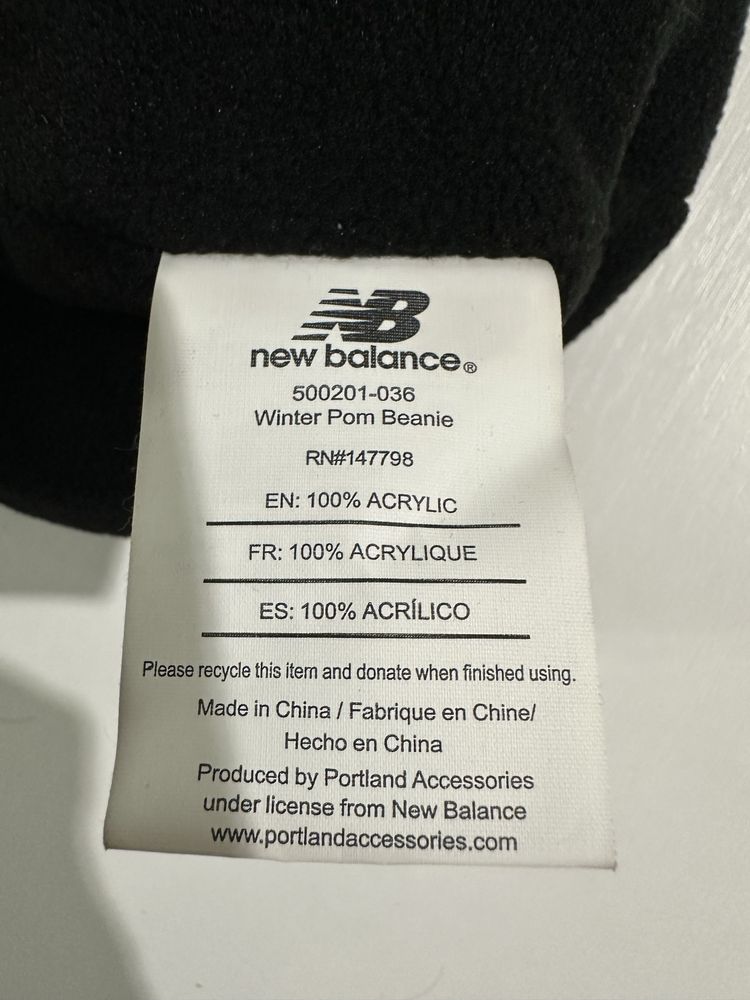 NB
new balance®
500201-036
Winter Pom Beanie
RN#147798
EN: 100% ACRYLIC
FR: 100% ACRYLIQUE
ES: 100% ACRÍLICO
Please recycle this item and donate when finished using.
Made in China / Fabrique en Chine/
Hecho en China
Produced by Portland Accessories
under license from New Balance
www.portlandaccessories.com